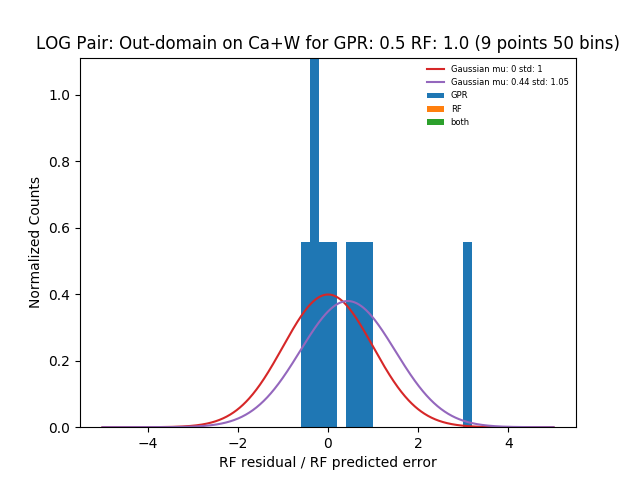 LOG Pair: Out-domain on Ca+W for GPR: 0.5 RF: 1.0 (9 points 50 bins)
Gaussian mu: 0 std: 1
Gaussian mu: 0.44 std: 1.05
GPR
RF
both
Normalized Counts
1.0
0.8
0.6
0.4
0.2
0.0
−4 −2 0 2 4
RF residual / RF predicted error